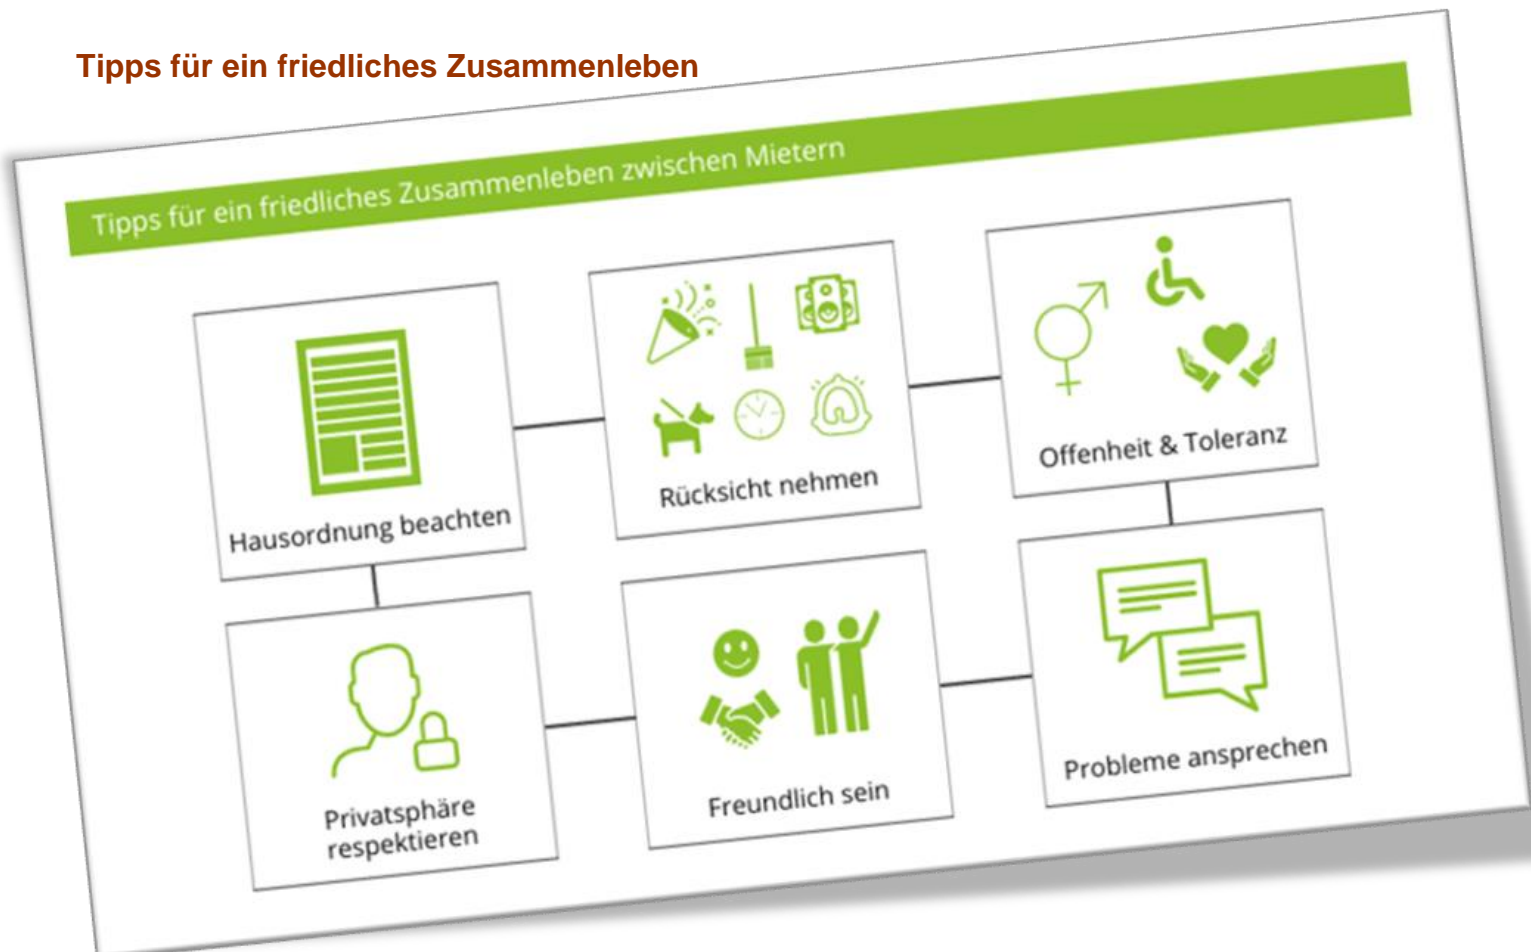 Tipps für ein friedliches Zusammenleben
Tipps für ein friedliches Zusammenleben zwischen Mietern
Hausordnung beachten
Rücksicht nehmen
Offenheit & Toleranz
Privatsphäre
respektieren
Freundlich sein
Probleme ansprechen